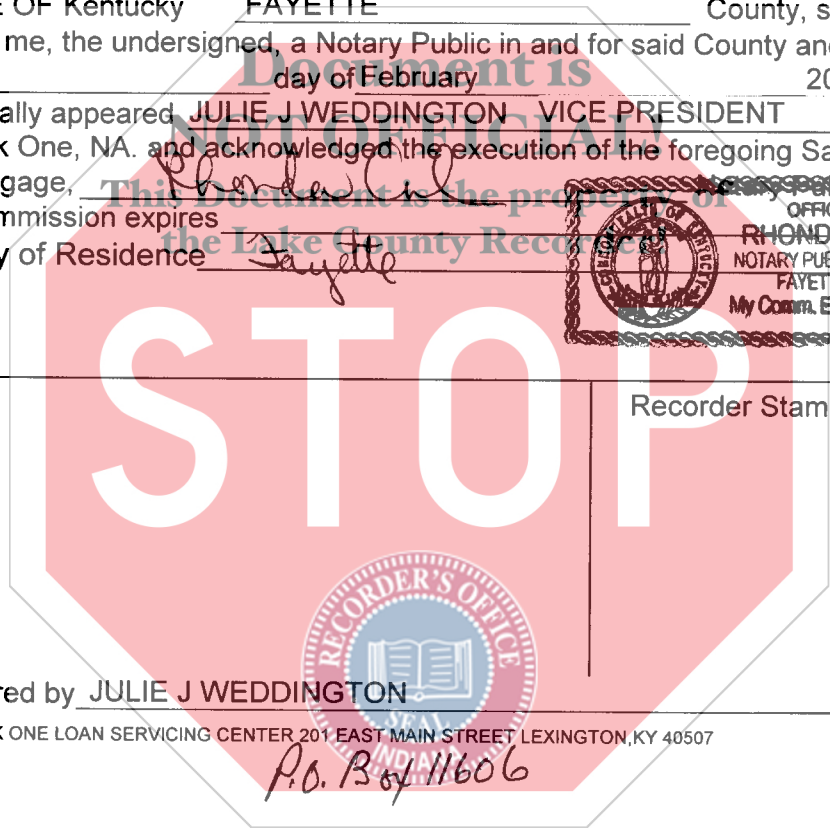 E OF Kentucky FAYETTE County, s
me, the undersigned, a Notary Public in and for said County and
Document is
day of February 20
ally appeared JULIE J WEDDINGTON VICE PRESIDENT
NOT OFFICIAL!
k One, NA. and acknowledged the execution of the foregoing Sa
gage,
This Document is the property of
mmission expires
the Lake County Recorder!
y of Residence Fayette
COMMONWEALTH OF KENTUCKY
OFFIC
RHOND
NOTARY PUB
FAYETT
My Comm. E
STOP
Recorder Stam
RECORDER'S OFFICE
SEAL
INDIANA
red by JULIE J WEDDINGTON
K ONE LOAN SERVICING CENTER 201 EAST MAIN STREET LEXINGTON,KY 40507
P.O. Box 11606